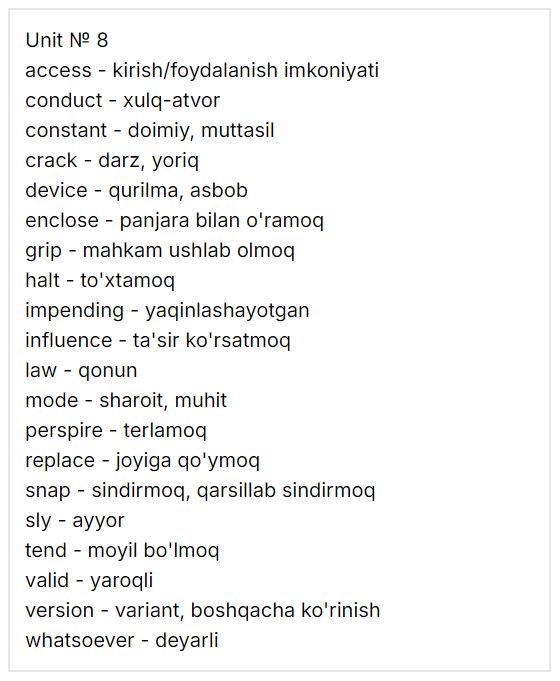 Unit № 8
access - kirish/foydalanish imkoniyati
conduct - xulq-atvor
constant - doimiy, muttasil
crack - darz, yoriq
device - qurilma, asbob
enclose - panjara bilan o'ramoq
grip - mahkam ushlab olmoq
halt - to'xtamoq
impending - yaqinlashayotgan
influence - ta'sir ko'rsatmoq
law - qonun
mode - sharoit, muhit
perspire - terlamoq
replace - joyiga qo'ymoq
snap - sindirmoq, qarsillab sindirmoq
sly - ayyor
tend - moyil bo'lmoq
valid - yaroqli
version - variant, boshqacha ko'rinish
whatsoever - deyarli